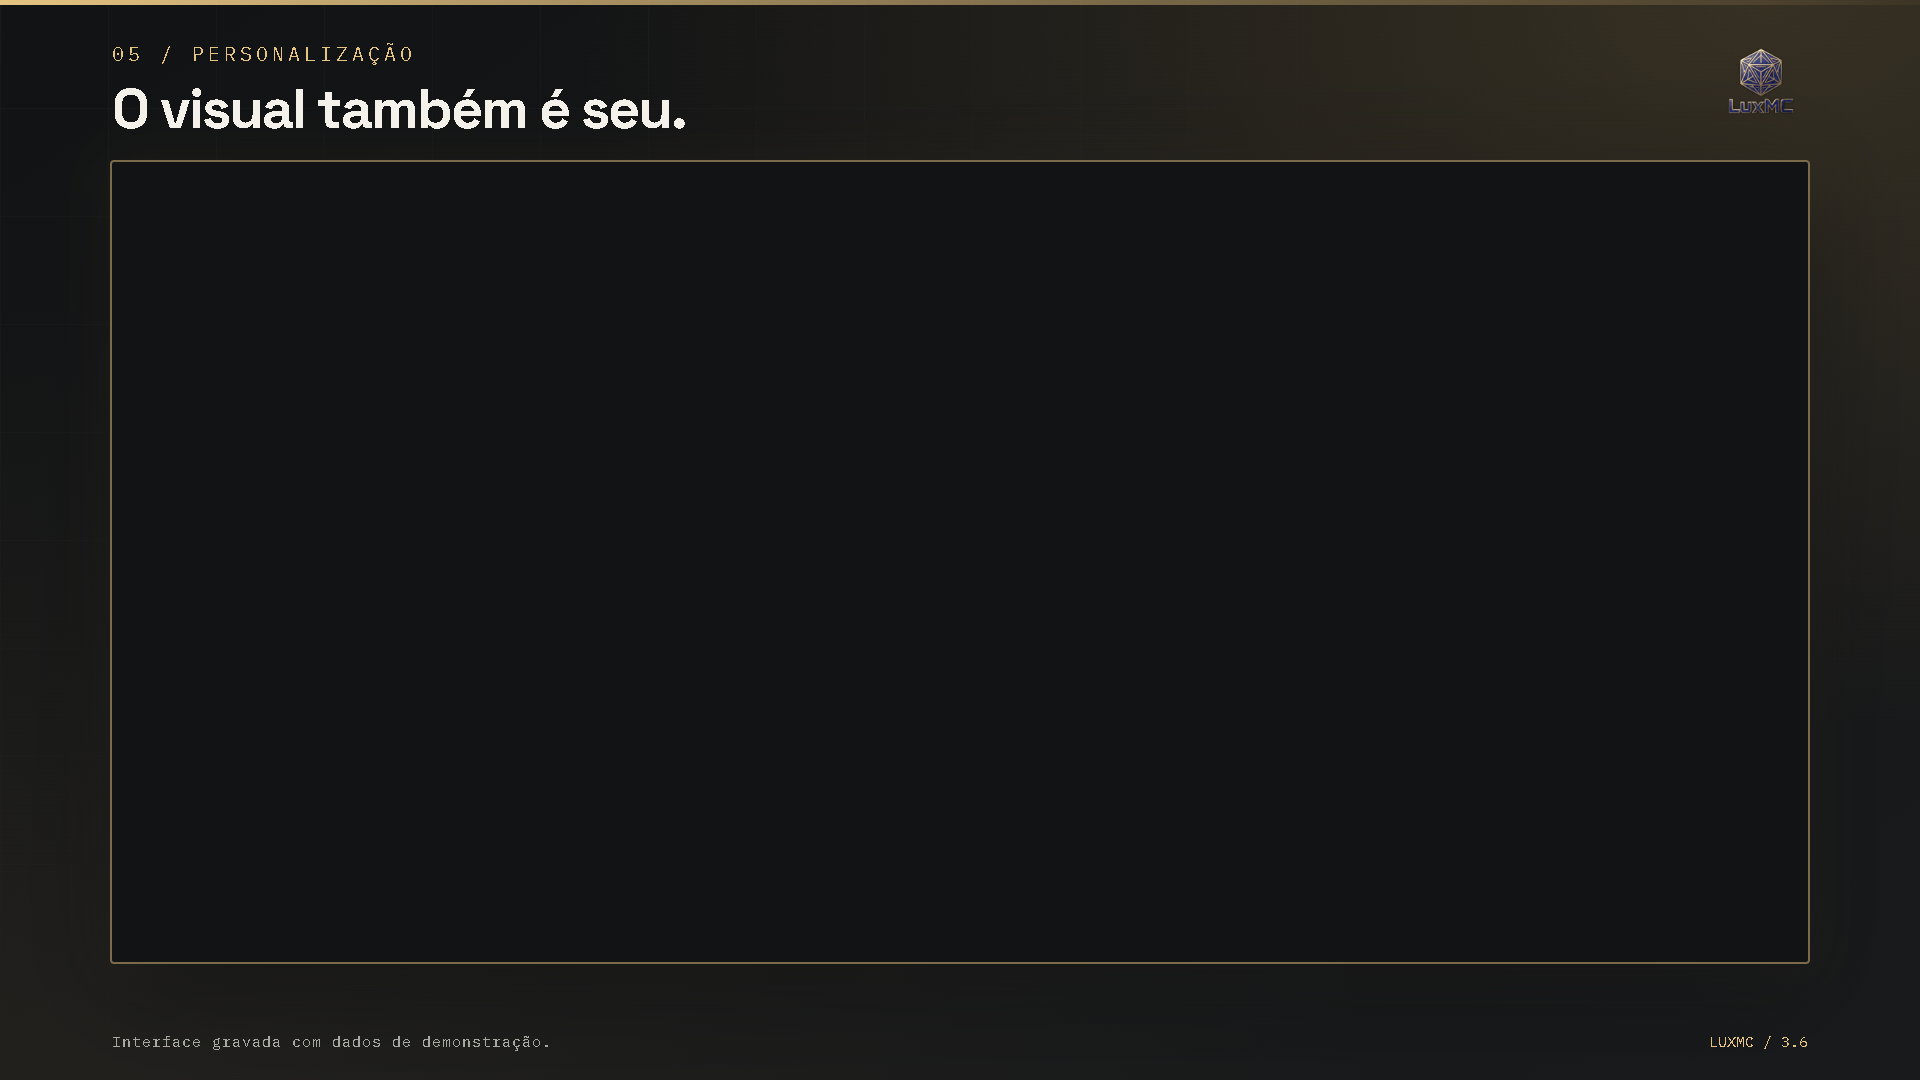 05 / PERSONALIZAÇÃO
O visual também é seu.
LuxMC
Interface gravada com dados de demonstração.
LUXMC / 3.6